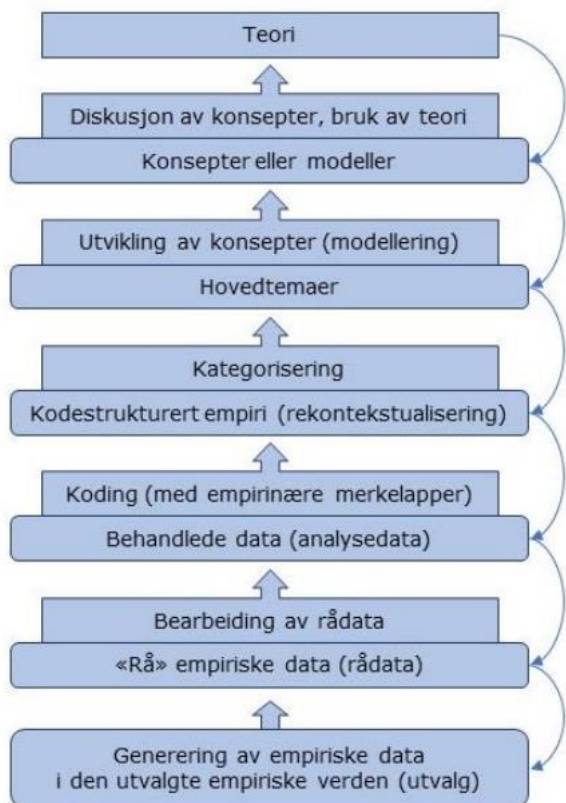 Teori
Diskusjon av konsepter, bruk av teori
Konsepter eller modeller
Utvikling av konsepter (modellering)
Hovedtemaer
Kategorisering
Kodestrukturert empiri (rekontekstualisering)
Koding (med empirinære merkelapper)
Behandlede data (analysedata)
Bearbeiding av rådata
«Rå» empiriske data (rådata)
Generering av empiriske data
i den utvalgte empiriske verden (utvalg)